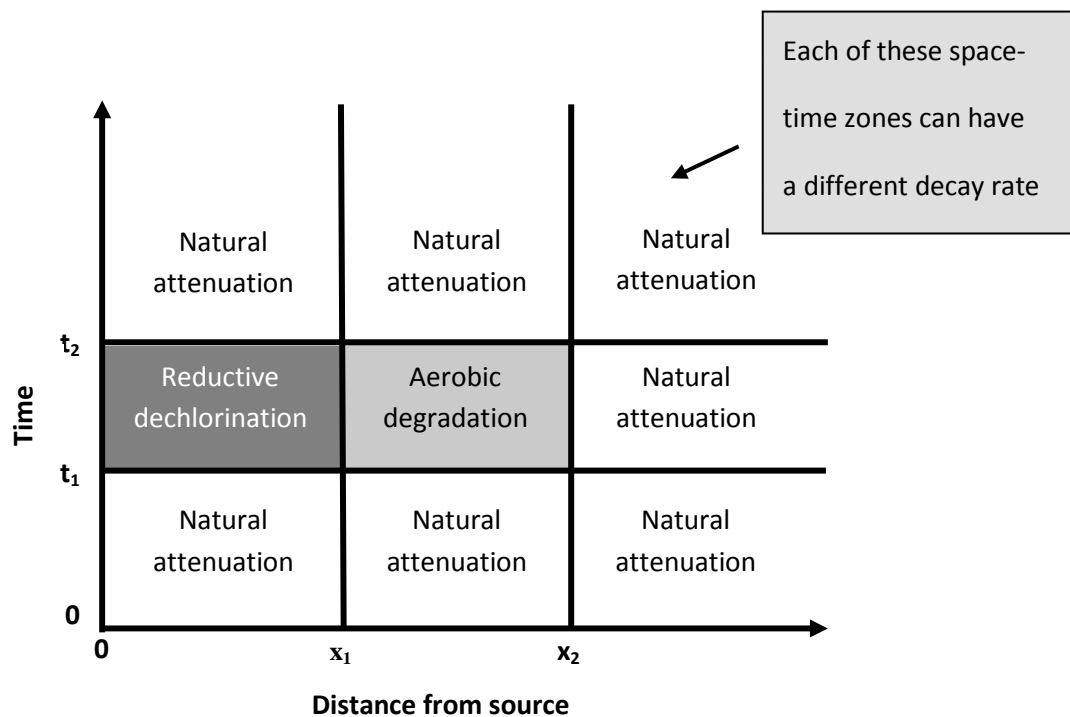 Each of these space-
time zones can have
a different decay rate
Natural
attenuation
Natural
attenuation
Natural
attenuation
t₂
Reductive
dechlorination
Aerobic
degradation
Natural
attenuation
Time
t₁
Natural
attenuation
Natural
attenuation
Natural
attenuation
0
0
x₁
x₂
Distance from source